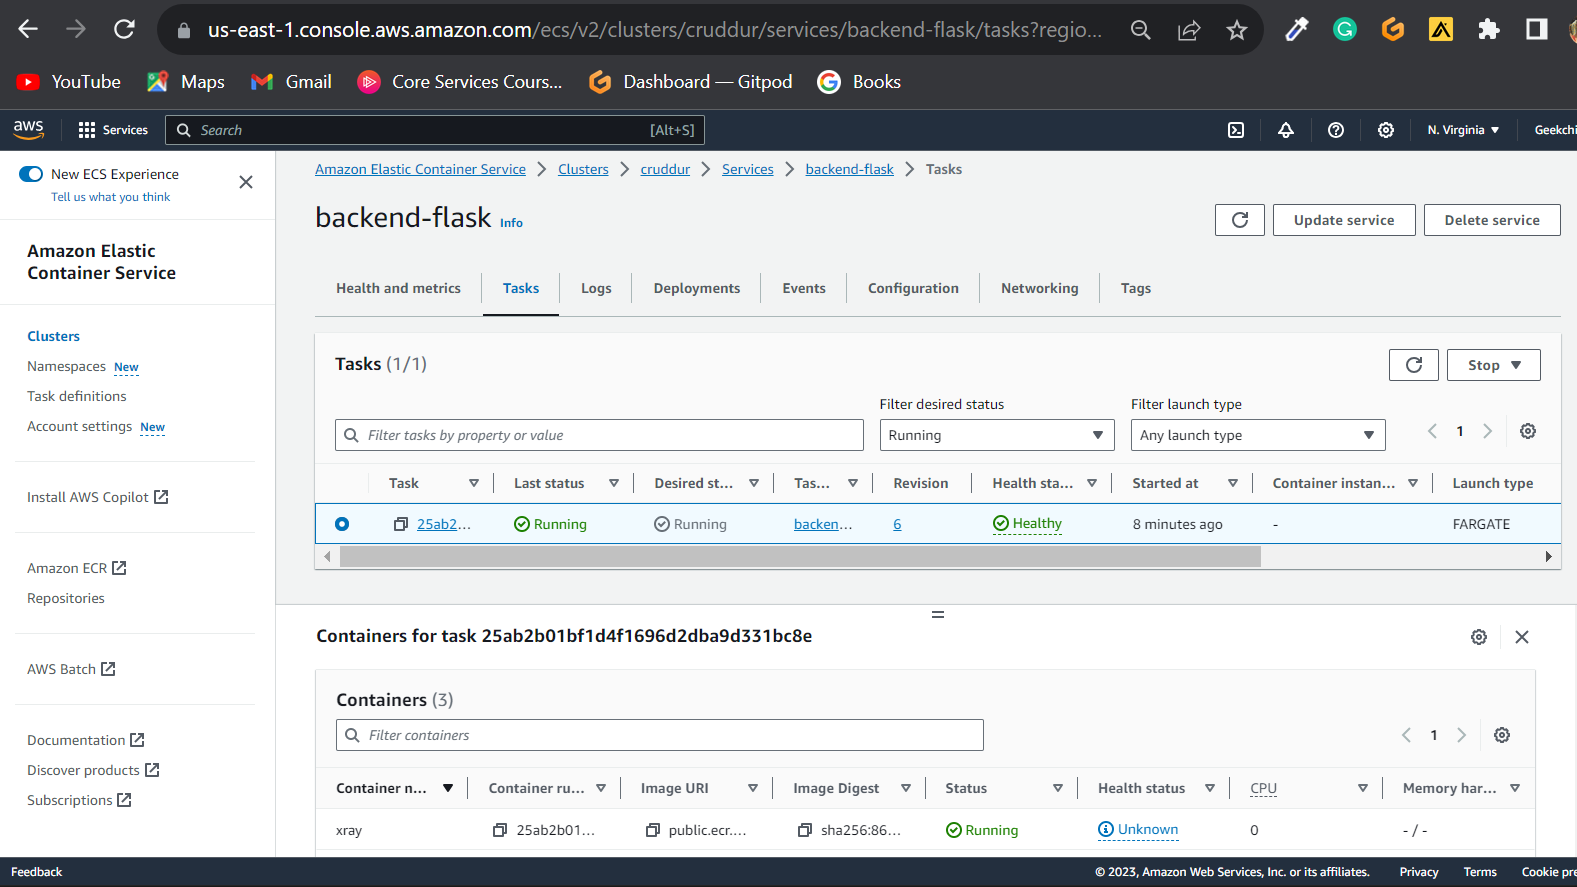 us-east-1.console.aws.amazon.com/ecs/v2/clusters/cruddur/services/backend-flask/tasks?regio...
YouTube Maps Gmail Core Services Cours... Dashboard — Gitpod Books
aws Services Search [Alt+S] N. Virginia Geekchi
New ECS Experience
Tell us what you think
Amazon Elastic Container Service
Clusters
Namespaces New
Task definitions
Account settings New
Install AWS Copilot
Amazon ECR
Repositories
AWS Batch
Documentation
Discover products
Subscriptions
Amazon Elastic Container Service Clusters cruddur Services backend-flask Tasks
backend-flask Info
Update service Delete service
Health and metrics Tasks Logs Deployments Events Configuration Networking Tags
Tasks (1/1)
Stop
Filter desired status Filter launch type
Filter tasks by property or value Running Any launch type 1
Task Last status Desired st... Tas... Revision Health sta... Started at Container instan... Launch type
25ab2... Running Running backen... 6 Healthy 8 minutes ago - FARGATE
Containers for task 25ab2b01bf1d4f1696d2dba9d331bc8e
Containers (3)
Filter containers 1
Container n... Container ru... Image URI Image Digest Status Health status CPU Memory har...
xray 25ab2b01... public.ecr.... sha256:86... Running Unknown 0 - / -
Feedback © 2023, Amazon Web Services, Inc. or its affiliates. Privacy Terms Cookie pre